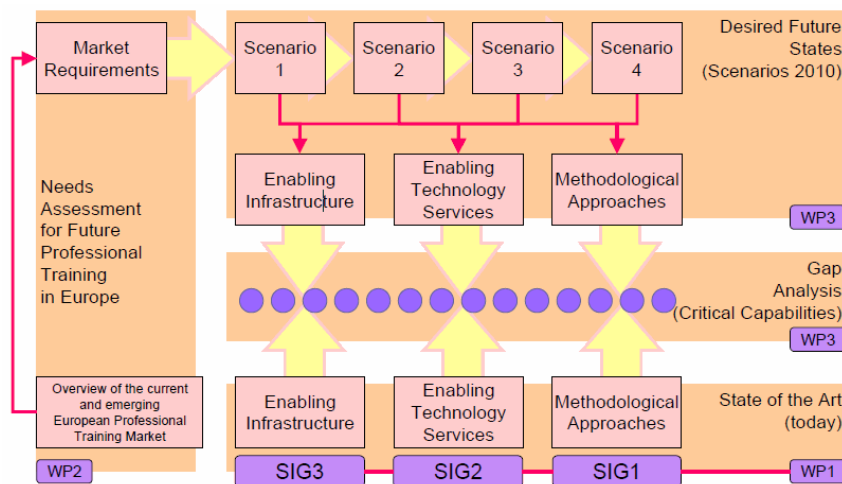 Market
Requirements
Scenario
1
Scenario
2
Scenario
3
Scenario
4
Desired Future
States
(Scenarios 2010)
Enabling
Infrastructure
Enabling
Technology
Services
Methodological
Approaches
WP3
Needs
Assessment
for Future
Professional
Training
in Europe
Gap
Analysis
(Critical Capabilities)
WP3
Overview of the current
and emerging
European Professional
Training Market
WP2
Enabling
Infrastructure
Enabling
Technology
Services
Methodological
Approaches
State of the Art
(today)
SIG3
SIG2
SIG1
WP1